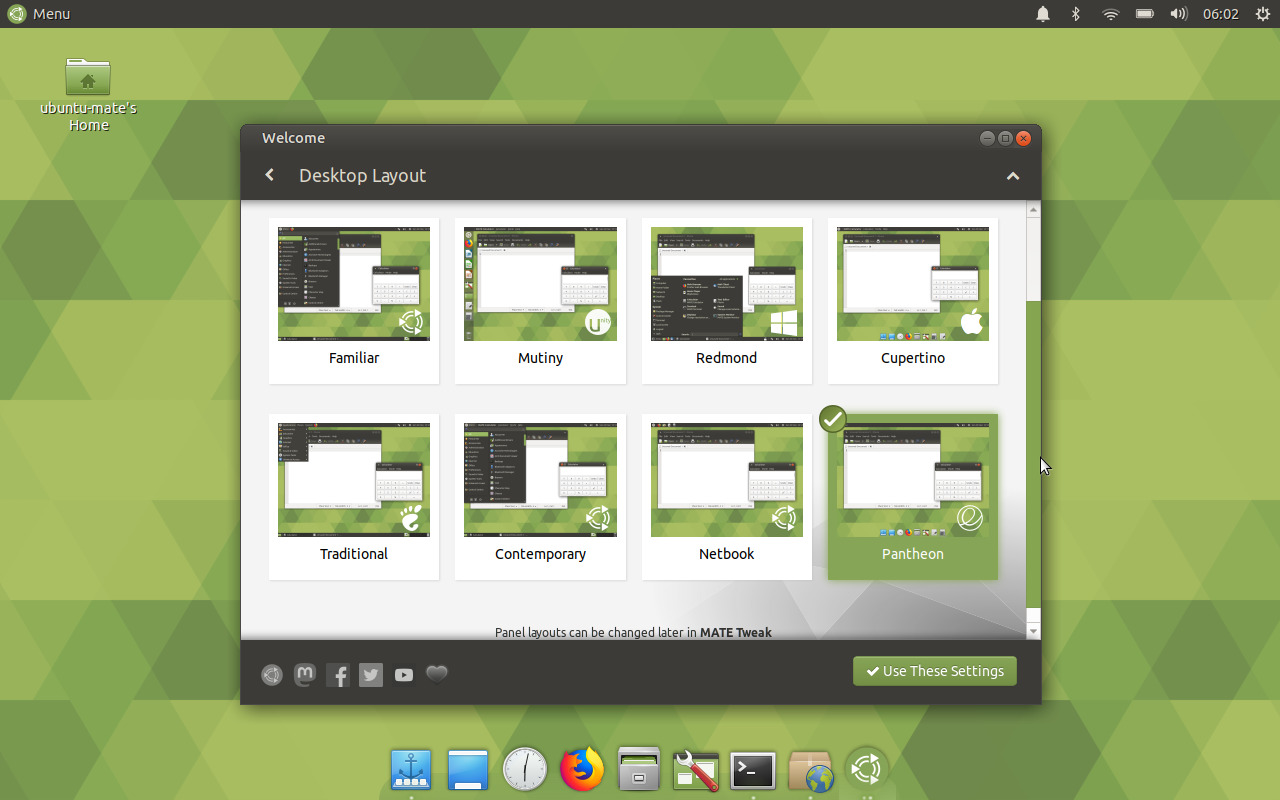 Menu
06:02
ubuntu-mate's
Home
Welcome
Desktop Layout
Familiar
Mutiny
Redmond
Cupertino
Traditional
Contemporary
Netbook
Pantheon
Panel layouts can be changed later in MATE Tweak
Use These Settings